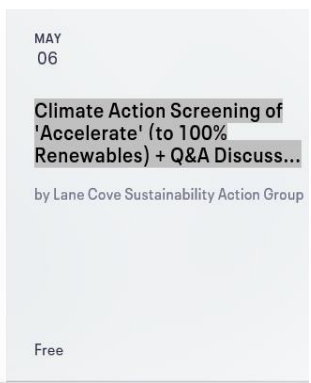 MAY
06
Climate Action Screening of
'Accelerate' (to 100%
Renewables) + Q&A Discuss...
by Lane Cove Sustainability Action Group
Free